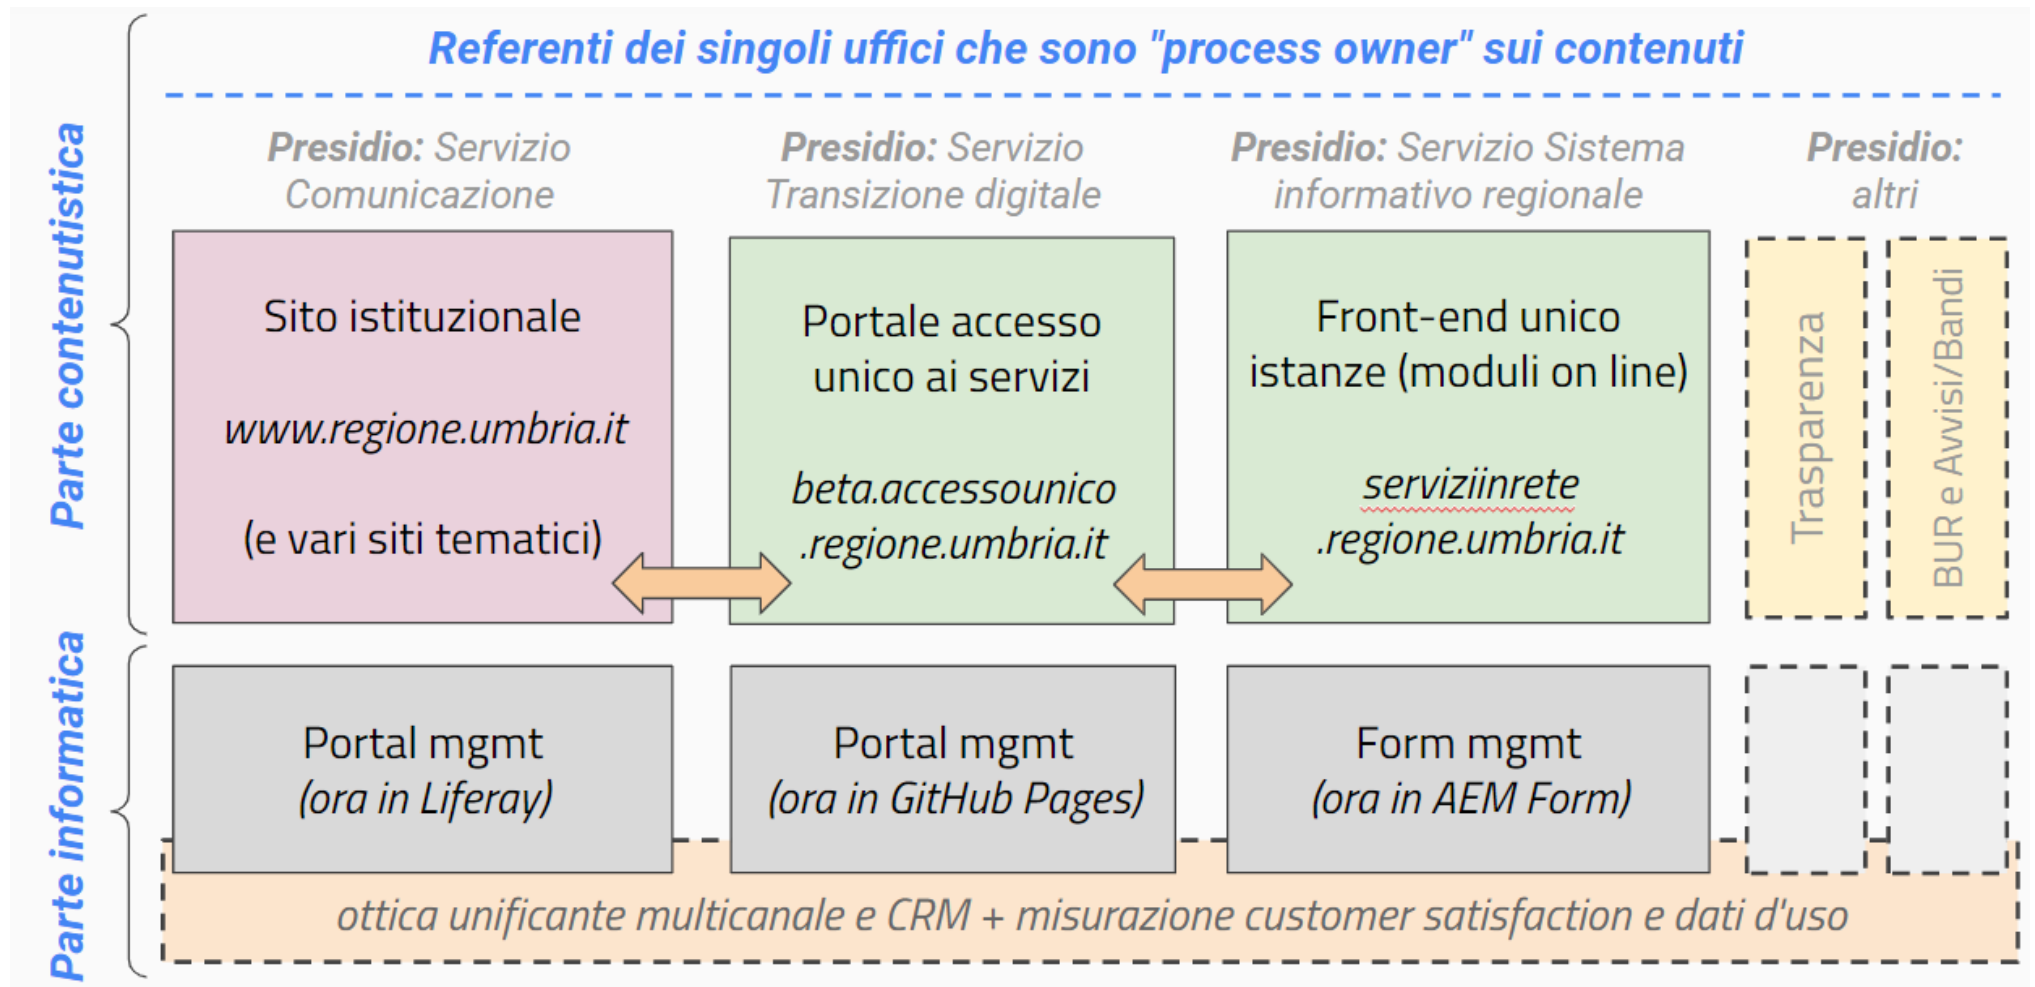 Referenti dei singoli uffici che sono "process owner" sui contenuti
Parte contenutistica
Presidio: Servizio
Comunicazione
Presidio: Servizio
Transizione digitale
Presidio: Servizio Sistema
informativo regionale
Presidio:
altri
Sito istituzionale
www.regione.umbria.it
(e vari siti tematici)
Portale accesso
unico ai servizi
beta.accessounico
.regione.umbria.it
Front-end unico
istanze (moduli on line)
serviziinrete
.regione.umbria.it
Trasparenza
BUR e Avvisi/Bandi
Parte informatica
Portal mgmt
(ora in Liferay)
Portal mgmt
(ora in GitHub Pages)
Form mgmt
(ora in AEM Form)
ottica unificante multicanale e CRM + misurazione customer satisfaction e dati d'uso